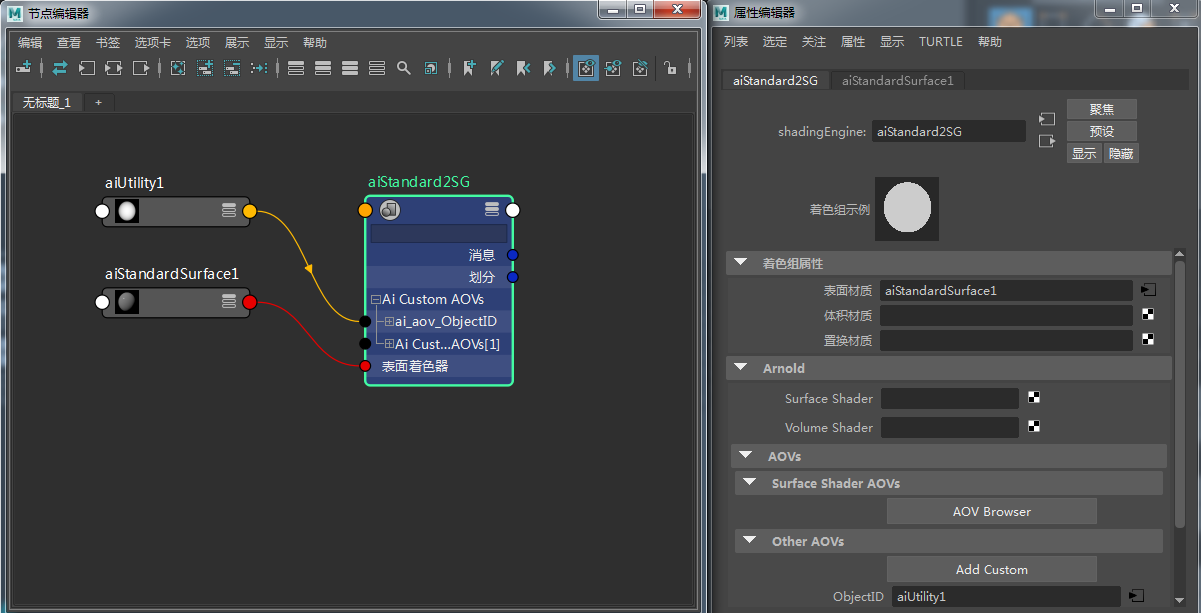 节点编辑器
编辑 查看 书签 选项卡 选项 展示 显示 帮助
无标题_1 +
aiUtility1
aiStandardSurface1
aiStandard2SG
消息
划分
Ai Custom AOVs
ai_aov_ObjectID
Ai Cust...AOVs[1]
表面着色器
属性编辑器
列表 选定 关注 属性 显示 TURTLE 帮助
aiStandard2SG aiStandardSurface1
shadingEngine: aiStandard2SG
聚焦
预设
显示 隐藏
着色组示例
着色组属性
表面材质 aiStandardSurface1
体积材质
置换材质
Arnold
Surface Shader
Volume Shader
AOVs
Surface Shader AOVs
AOV Browser
Other AOVs
Add Custom
ObjectID aiUtility1